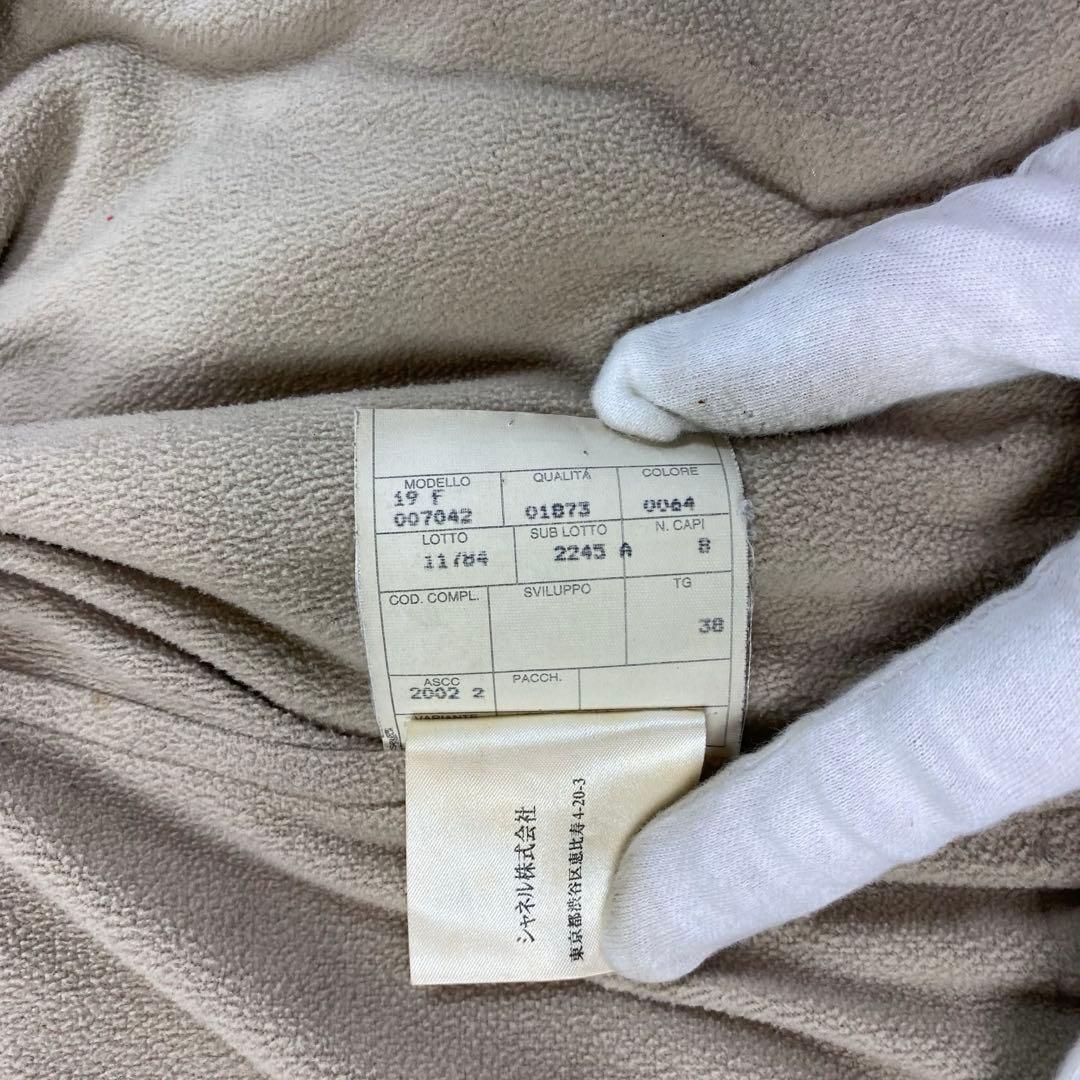 MODELLO QUALITÁ COLORE
19 F
007042 01873 0064
LOTTO SUB LOTTO N. CAPI
11784 2245 A 8
COD. COMPL. SVILUPPO TG
38
ASCC PACCH.
2002 2
VARIANTE
シャネル株式会社
東京都渋谷区恵比寿4-20-3